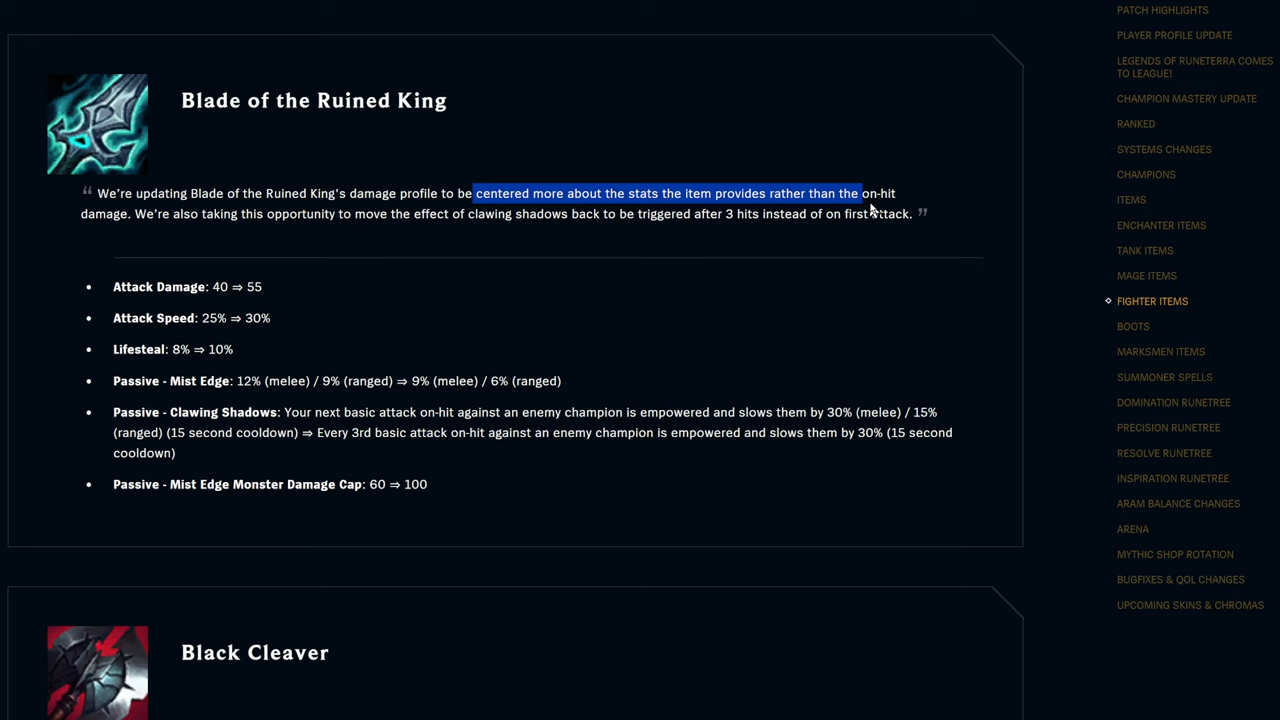 Blade of the Ruined King
“ We're updating Blade of the Ruined King's damage profile to be centered more about the stats the item provides rather than the on-hit
damage. We're also taking this opportunity to move the effect of clawing shadows back to be triggered after 3 hits instead of on first attack. ”
• Attack Damage: 40 ⇒ 55
• Attack Speed: 25% ⇒ 30%
• Lifesteal: 8% ⇒ 10%
• Passive - Mist Edge: 12% (melee) / 9% (ranged) ⇒ 9% (melee) / 6% (ranged)
• Passive - Clawing Shadows: Your next basic attack on-hit against an enemy champion is empowered and slows them by 30% (melee) / 15%
(ranged) (15 second cooldown) ⇒ Every 3rd basic attack on-hit against an enemy champion is empowered and slows them by 30% (15 second
cooldown)
• Passive - Mist Edge Monster Damage Cap: 60 ⇒ 100
Black Cleaver
PATCH HIGHLIGHTS
PLAYER PROFILE UPDATE
LEGENDS OF RUNETERRA COMES
TO LEAGUE!
CHAMPION MASTERY UPDATE
RANKED
SYSTEMS CHANGES
CHAMPIONS
ITEMS
ENCHANTER ITEMS
TANK ITEMS
MAGE ITEMS
FIGHTER ITEMS
BOOTS
MARKSMEN ITEMS
SUMMONER SPELLS
DOMINATION RUNETREE
PRECISION RUNETREE
RESOLVE RUNETREE
INSPIRATION RUNETREE
ARAM BALANCE CHANGES
ARENA
MYTHIC SHOP ROTATION
BUGFIXES & QOL CHANGES
UPCOMING SKINS & CHROMAS